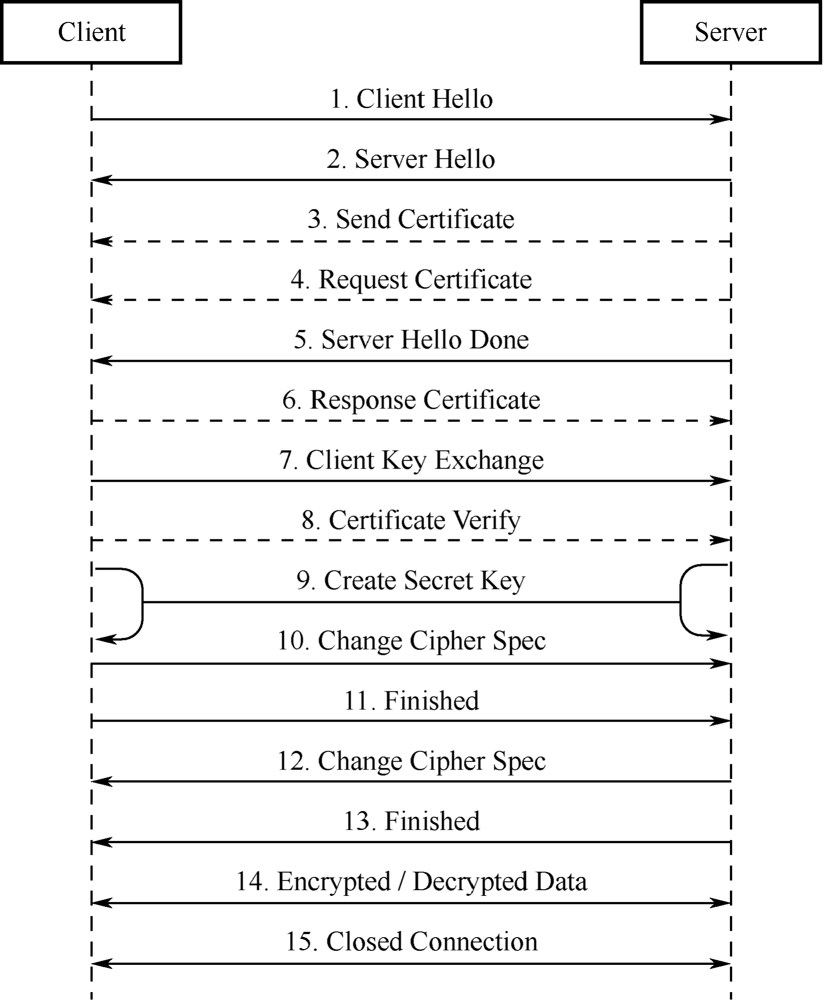 Client
Server
1. Client Hello
2. Server Hello
3. Send Certificate
4. Request Certificate
5. Server Hello Done
6. Response Certificate
7. Client Key Exchange
8. Certificate Verify
9. Create Secret Key
10. Change Cipher Spec
11. Finished
12. Change Cipher Spec
13. Finished
14. Encrypted / Decrypted Data
15. Closed Connection